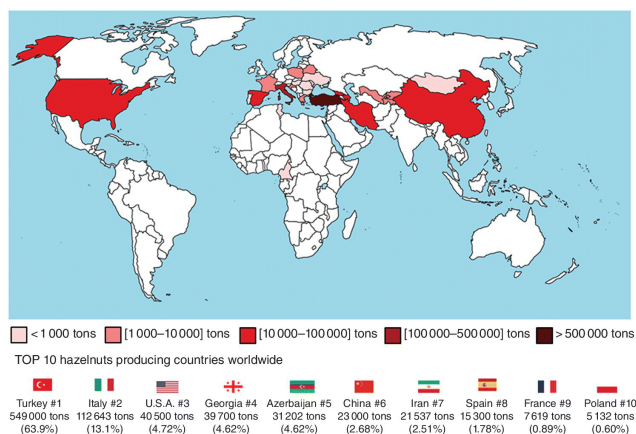 < 1 000 tons [1 000–10 000] tons [10 000–100 000] tons [100 000–500 000] tons > 500 000 tons
TOP 10 hazelnuts producing countries worldwide
Turkey #1 Italy #2 U.S.A. #3 Georgia #4 Azerbaijan #5 China #6 Iran #7 Spain #8 France #9 Poland #10
549 000 tons 112 643 tons 40 500 tons 39 700 tons 31 202 tons 23 000 tons 21 537 tons 15 300 tons 7 619 tons 5 132 tons
(63.9%) (13.1%) (4.72%) (4.62%) (4.62%) (2.68%) (2.51%) (1.78%) (0.89%) (0.60%)